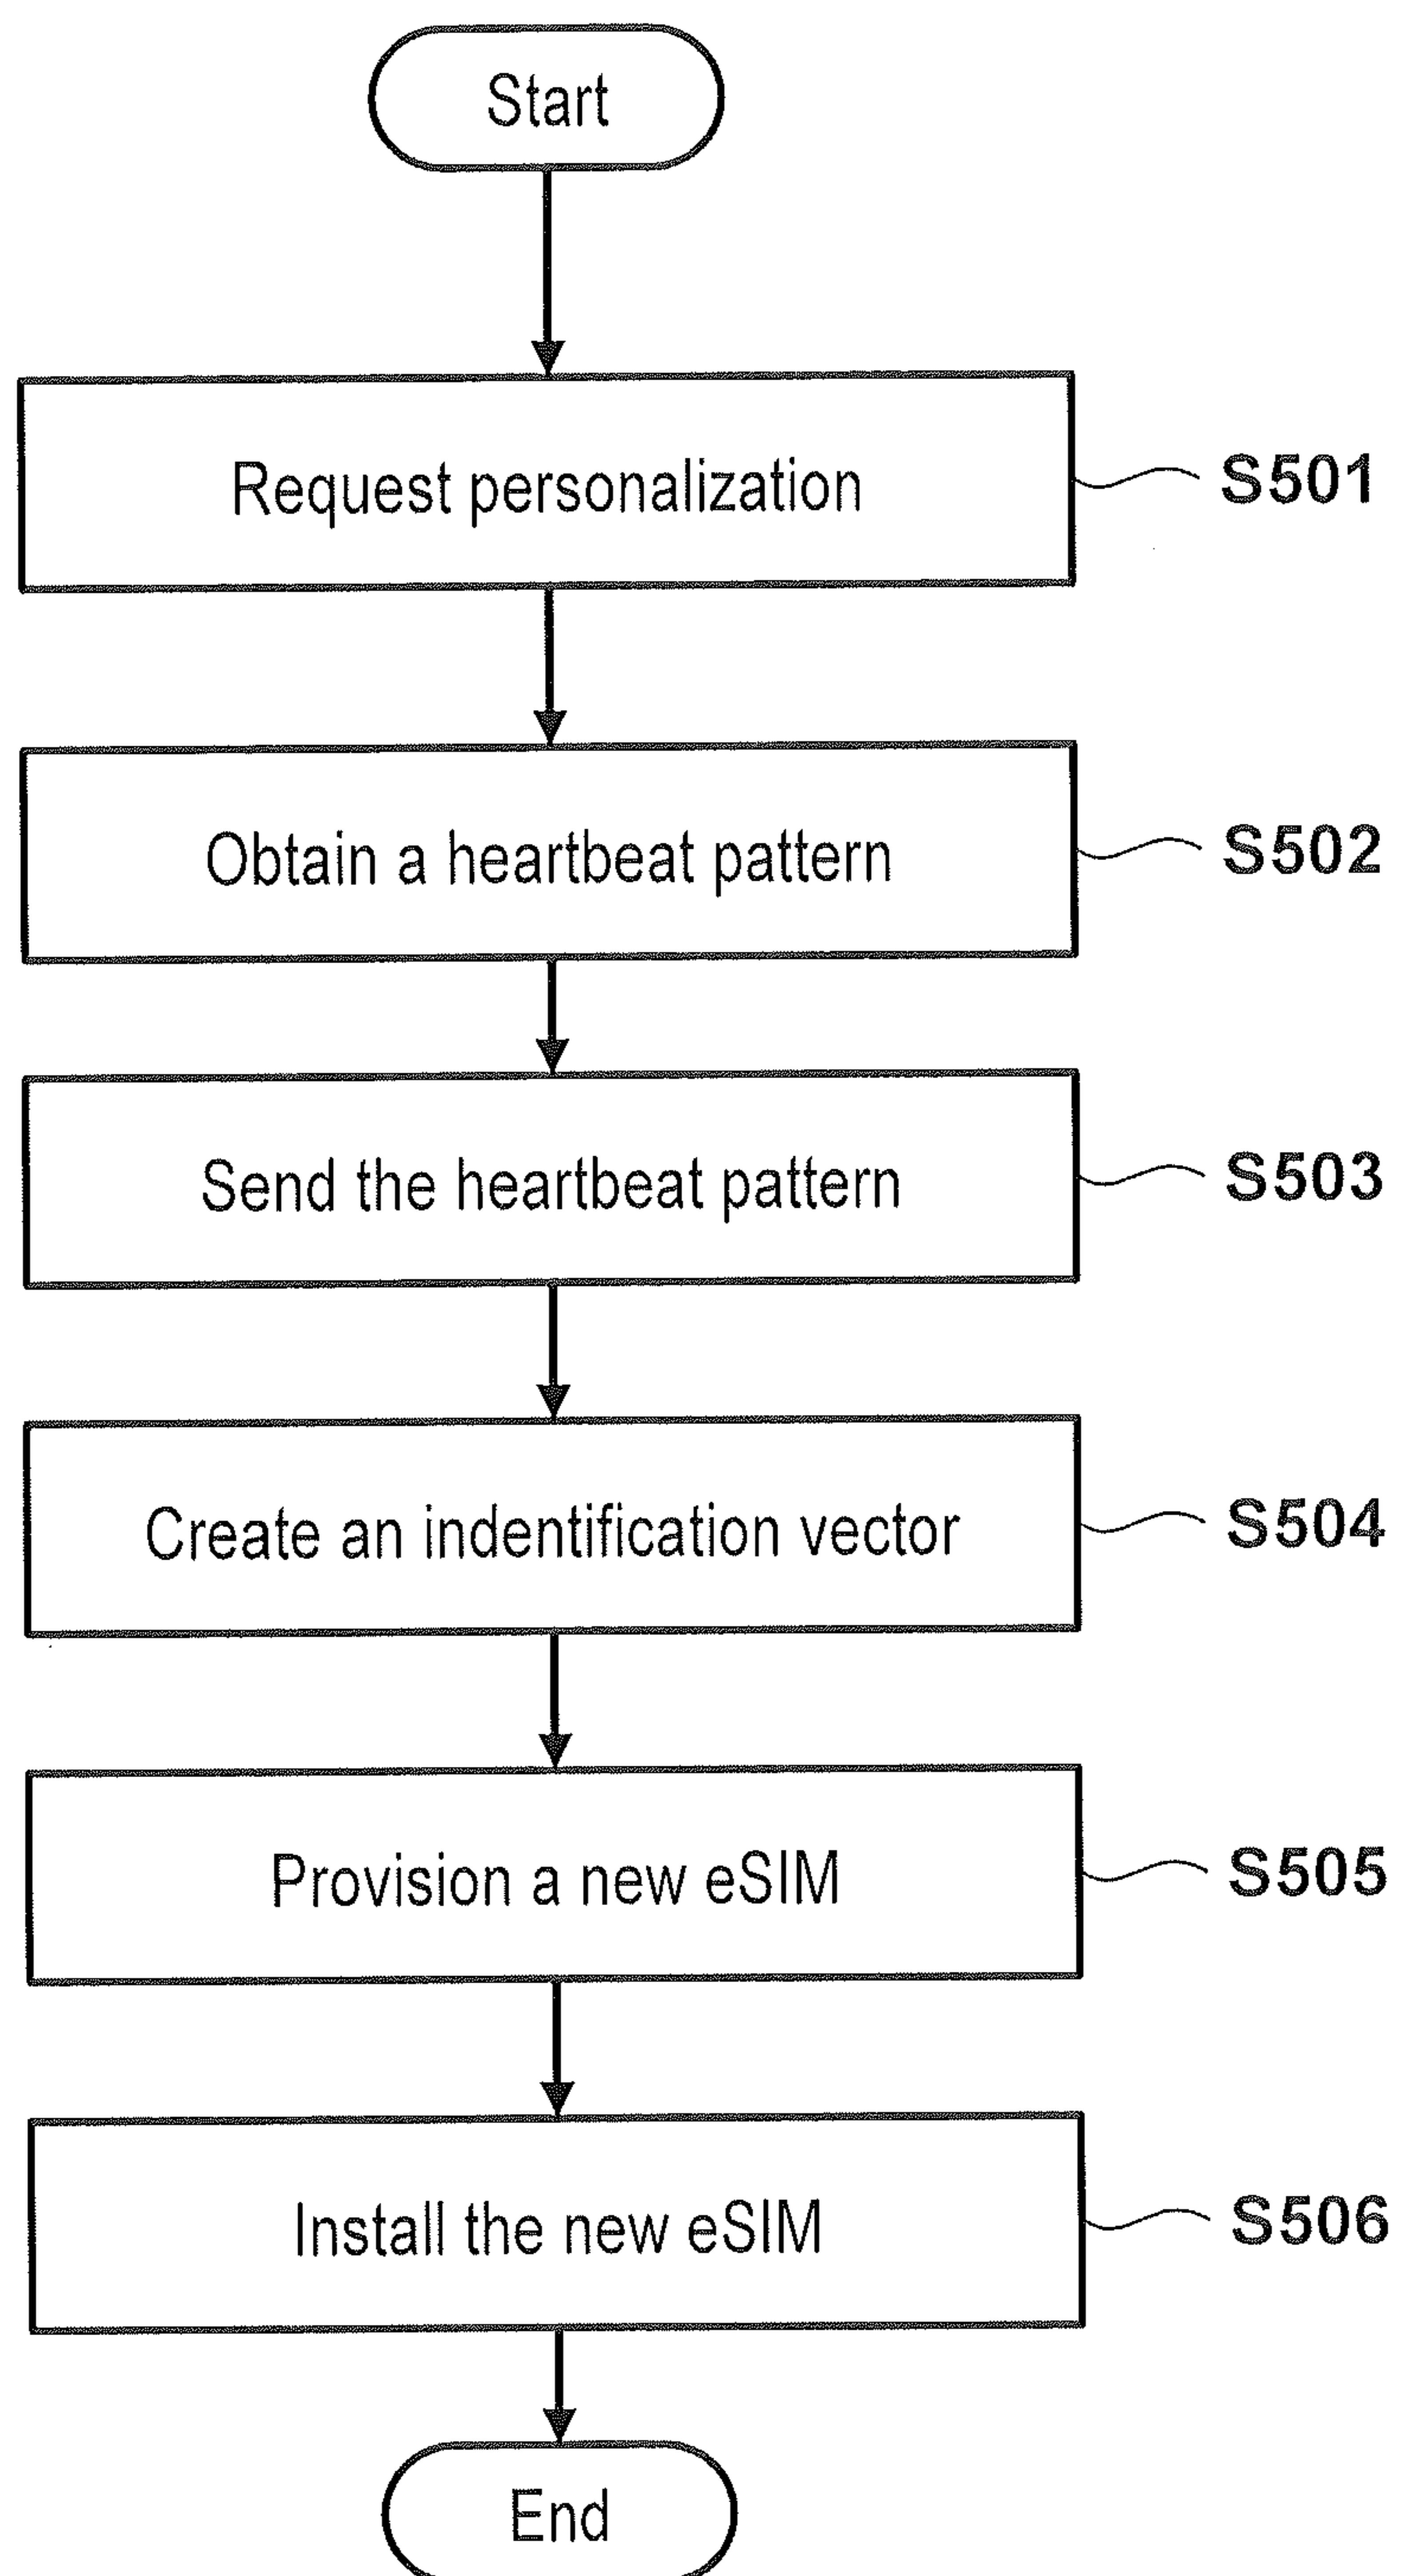 Start
Request personalization
S501
Obtain a heartbeat pattern
S502
Send the heartbeat pattern
S503
Create an indentification vector
S504
Provision a new eSIM
S505
Install the new eSIM
S506
End